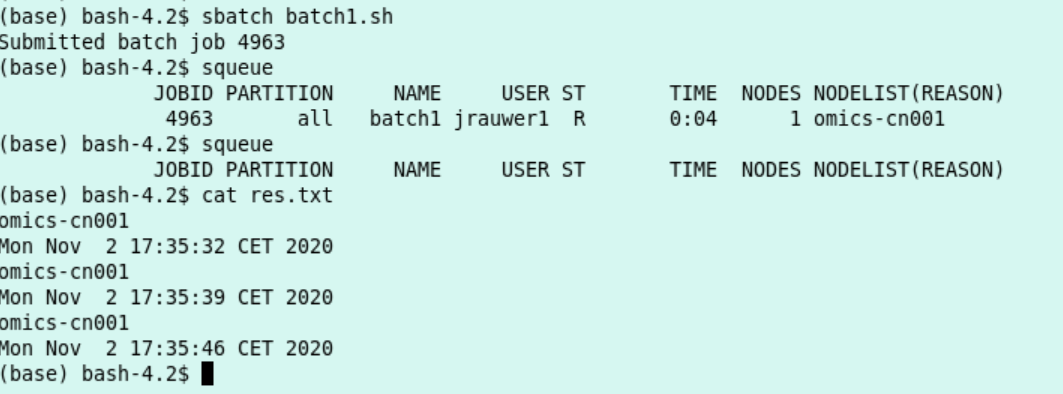 (base) bash-4.2$ sbatch batch1.sh
Submitted batch job 4963
(base) bash-4.2$ squeue
JOBID PARTITION NAME USER ST TIME NODES NODELIST(REASON)
4963 all batch1 jrauwer1 R 0:04 1 omics-cn001
(base) bash-4.2$ squeue
JOBID PARTITION NAME USER ST TIME NODES NODELIST(REASON)
(base) bash-4.2$ cat res.txt
omics-cn001
Mon Nov  2 17:35:32 CET 2020
omics-cn001
Mon Nov  2 17:35:39 CET 2020
omics-cn001
Mon Nov  2 17:35:46 CET 2020
(base) bash-4.2$